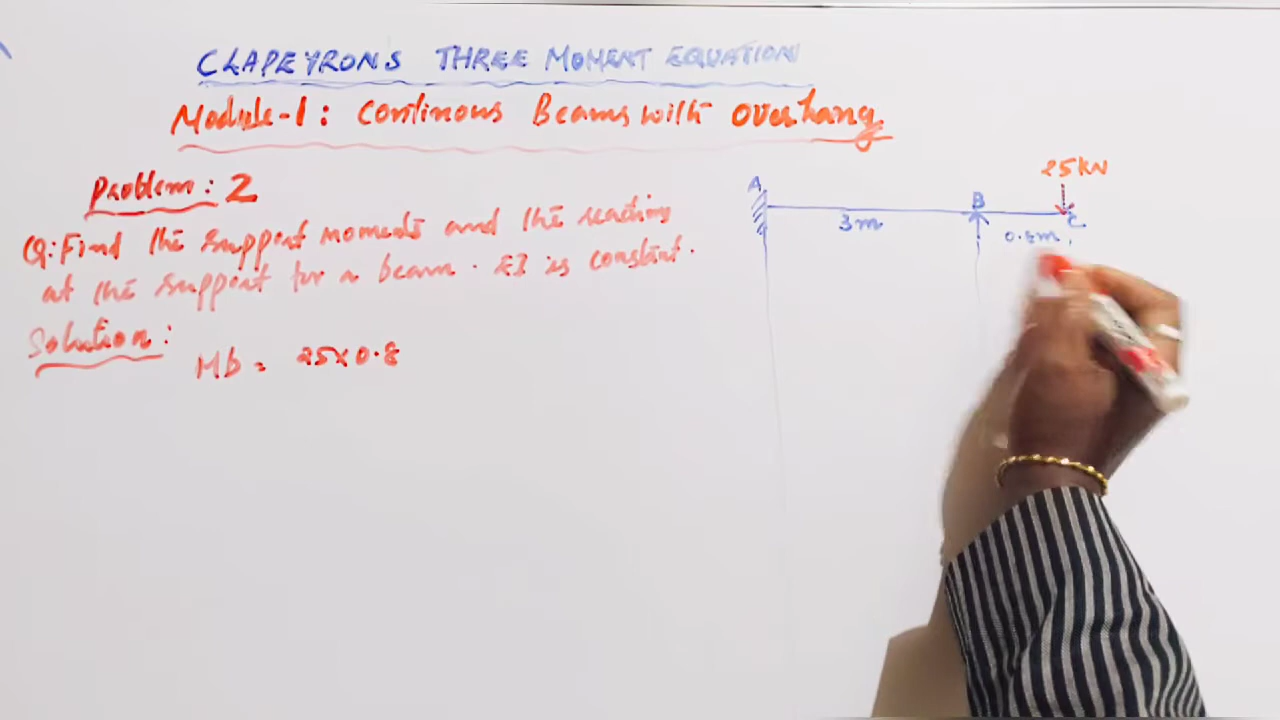 CLAPEYRONS THREE MOMENT EQUATION
Module-1: Continous Beams with Overhang.
Problem: 2
Q: Find the support moments and the reactions
at the support for a beam. EI is constant.
Solution:
Mb = 25x0.8
25kN
A
B
C
3m
0.8m